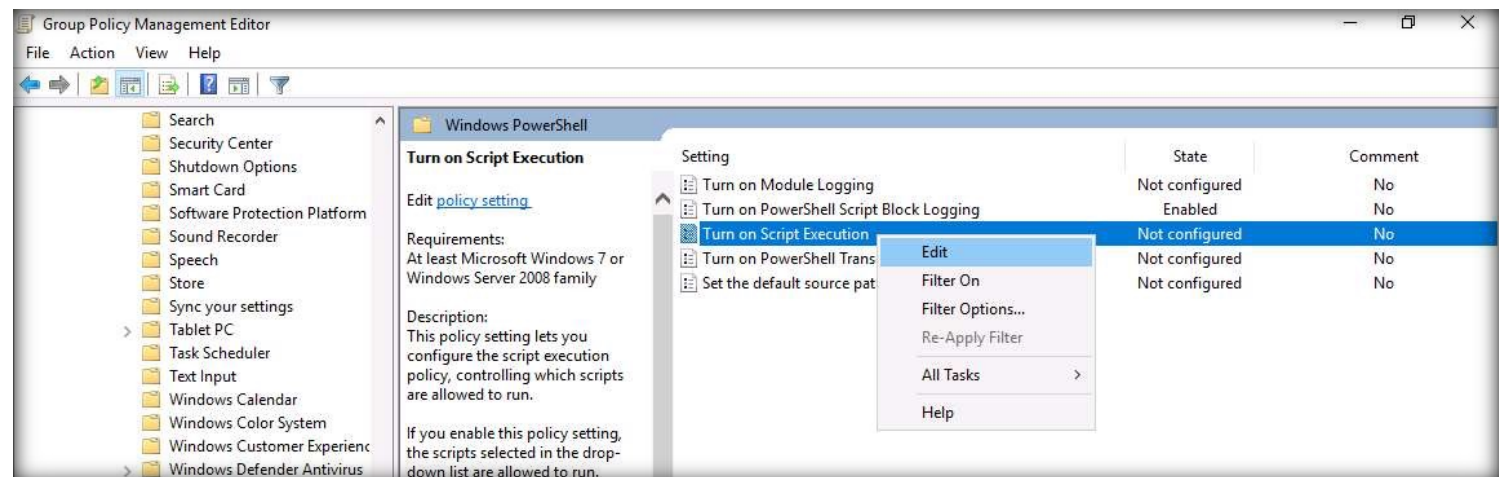 Group Policy Management Editor
File Action View Help
Search
Security Center
Shutdown Options
Smart Card
Software Protection Platform
Sound Recorder
Speech
Store
Sync your settings
Tablet PC
Task Scheduler
Text Input
Windows Calendar
Windows Color System
Windows Customer Experienc
Windows Defender Antivirus
Windows PowerShell
Turn on Script Execution
Edit policy setting
Requirements:
At least Microsoft Windows 7 or
Windows Server 2008 family
Description:
This policy setting lets you
configure the script execution
policy, controlling which scripts
are allowed to run.
If you enable this policy setting,
the scripts selected in the drop-
down list are allowed to run.
Setting State Comment
Turn on Module Logging Not configured No
Turn on PowerShell Script Block Logging Enabled No
Turn on Script Execution Not configured No
Turn on PowerShell Trans Not configured No
Set the default source pat Not configured No
Edit
Filter On
Filter Options...
Re-Apply Filter
All Tasks
Help